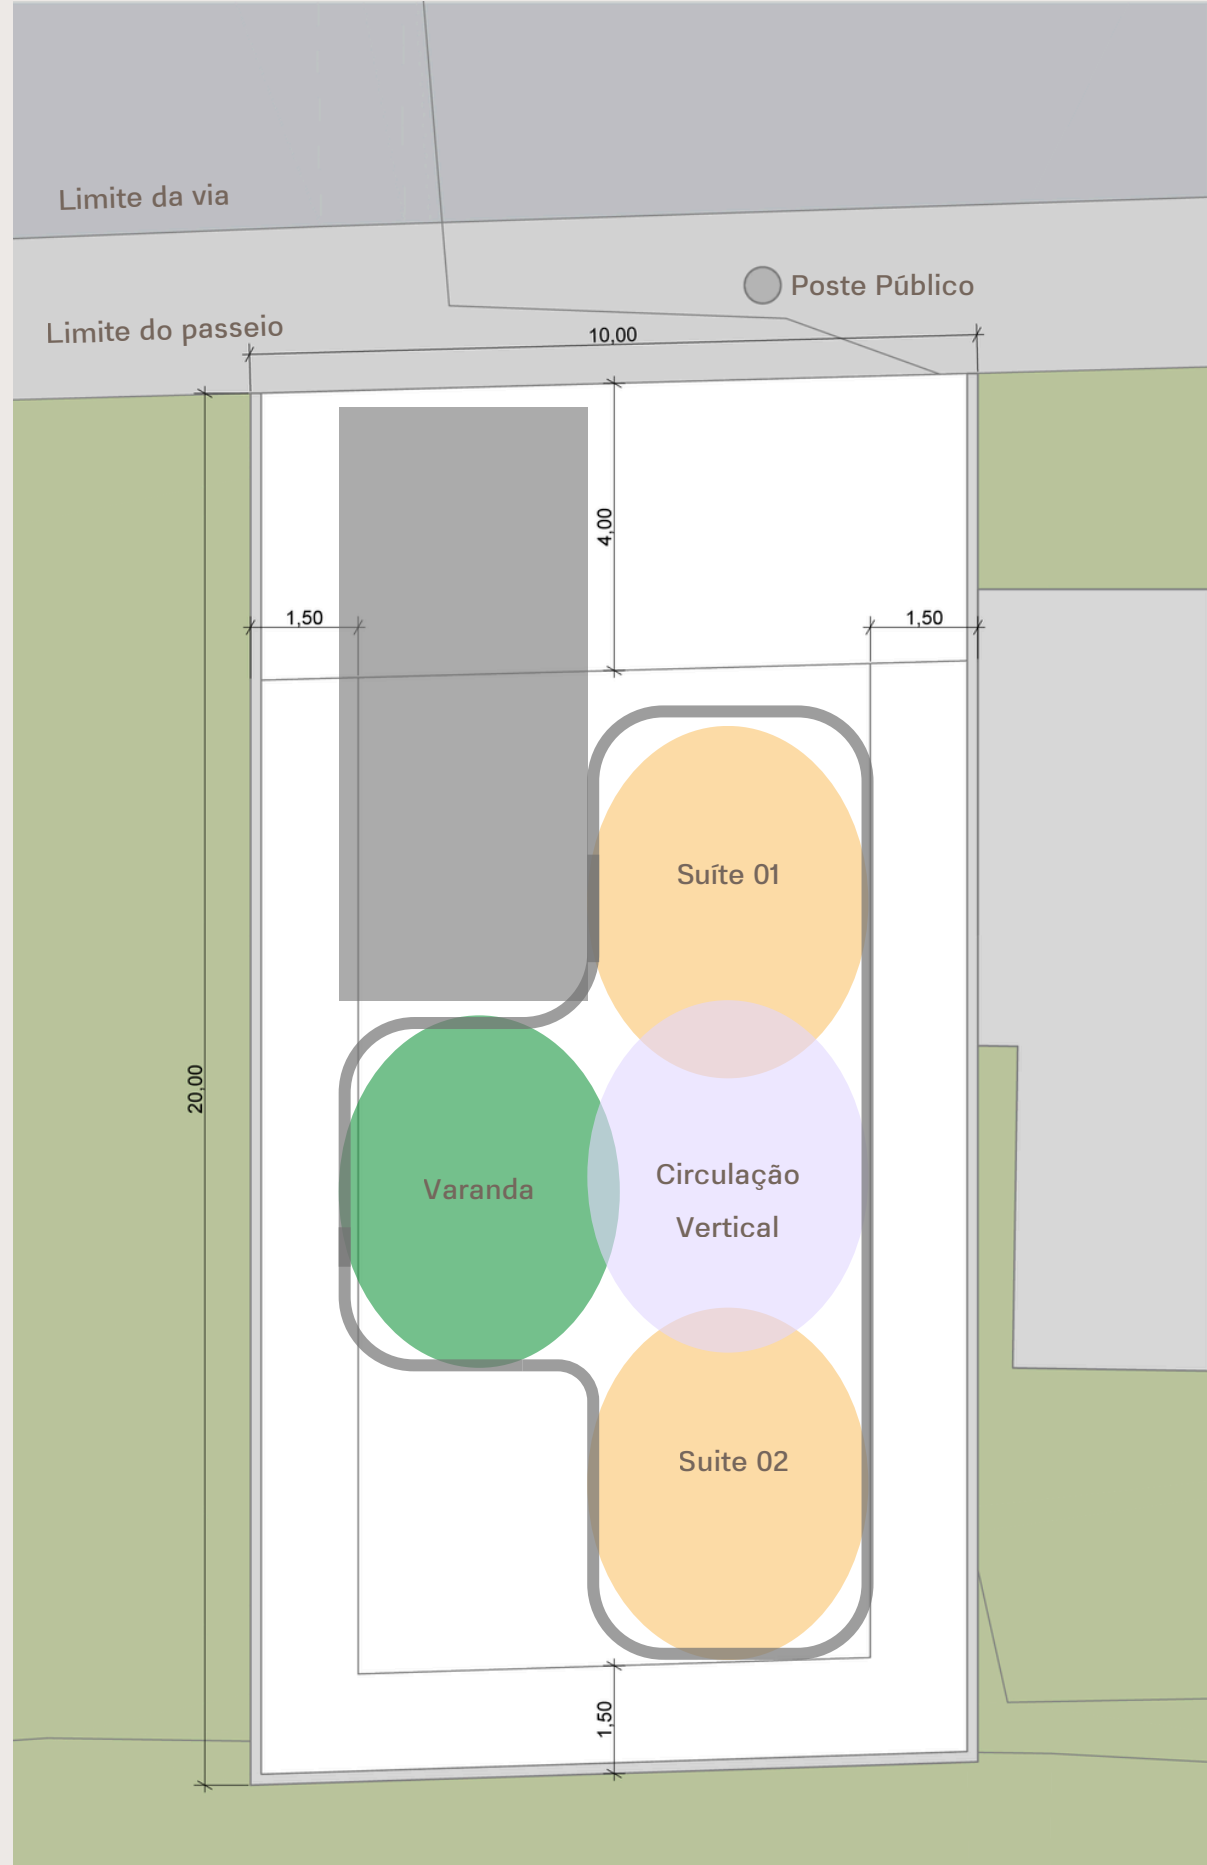 Limite da via
Poste Público
Limite do passeio
10,00
4,00
1,50
1,50
Suíte 01
20,00
Varanda
Circulação
Vertical
Suite 02
1,50